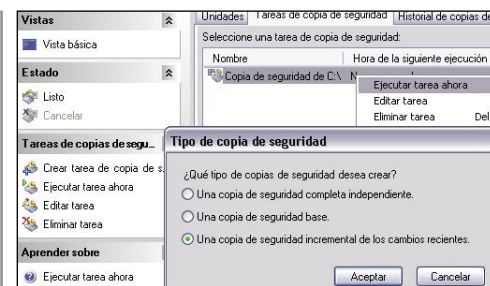 Vistas
Vista básica
Estado
Listo
Cancelar
Tareas de copias de segu...
Crear tarea de copia de s
Ejecutar tarea ahora
Editar tarea
Eliminar tarea
Aprender sobre
Ejecutar tarea ahora
Unidades Tareas de copia de seguridad Historial de copias de
Seleccione una tarea de copia de seguridad:
Nombre Hora de la siguiente ejecución
Copia de seguridad de C:\
Ejecutar tarea ahora
Editar tarea
Eliminar tarea Del
Tipo de copia de seguridad
¿Qué tipo de copias de seguridad desea crear?
Una copia de seguridad completa independiente.
Una copia de seguridad base.
Una copia de seguridad incremental de los cambios recientes.
Aceptar Cancelar